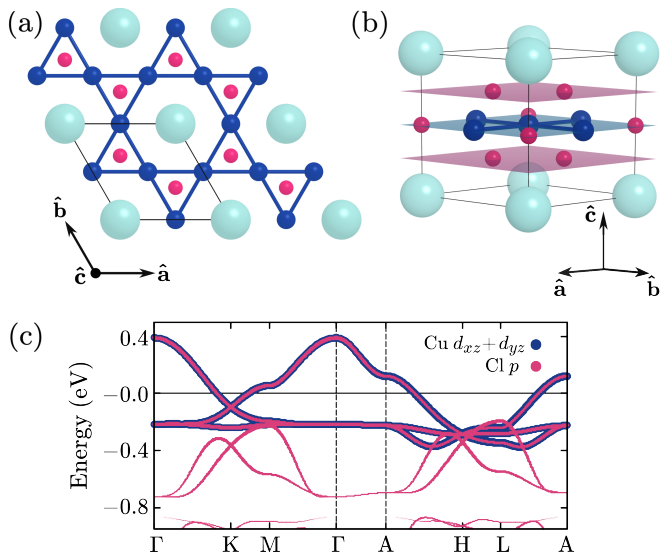 (a)
b̂
ĉ
â
(b)
ĉ
â
b̂
(c)
Energy (eV)
0.4
−0.0
−0.4
−0.8
Cu d_{xz}+d_{yz}
Cl p
Γ K M Γ A H L A